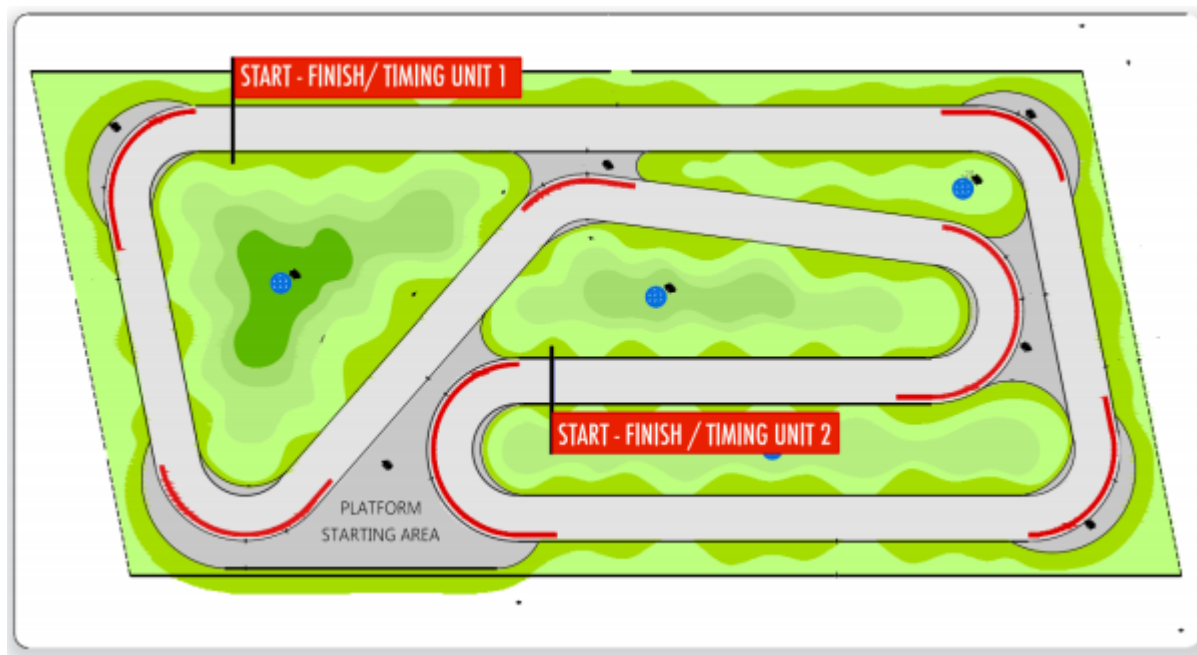 START - FINISH/ TIMING UNIT 1
START - FINISH / TIMING UNIT 2
PLATFORM
STARTING AREA